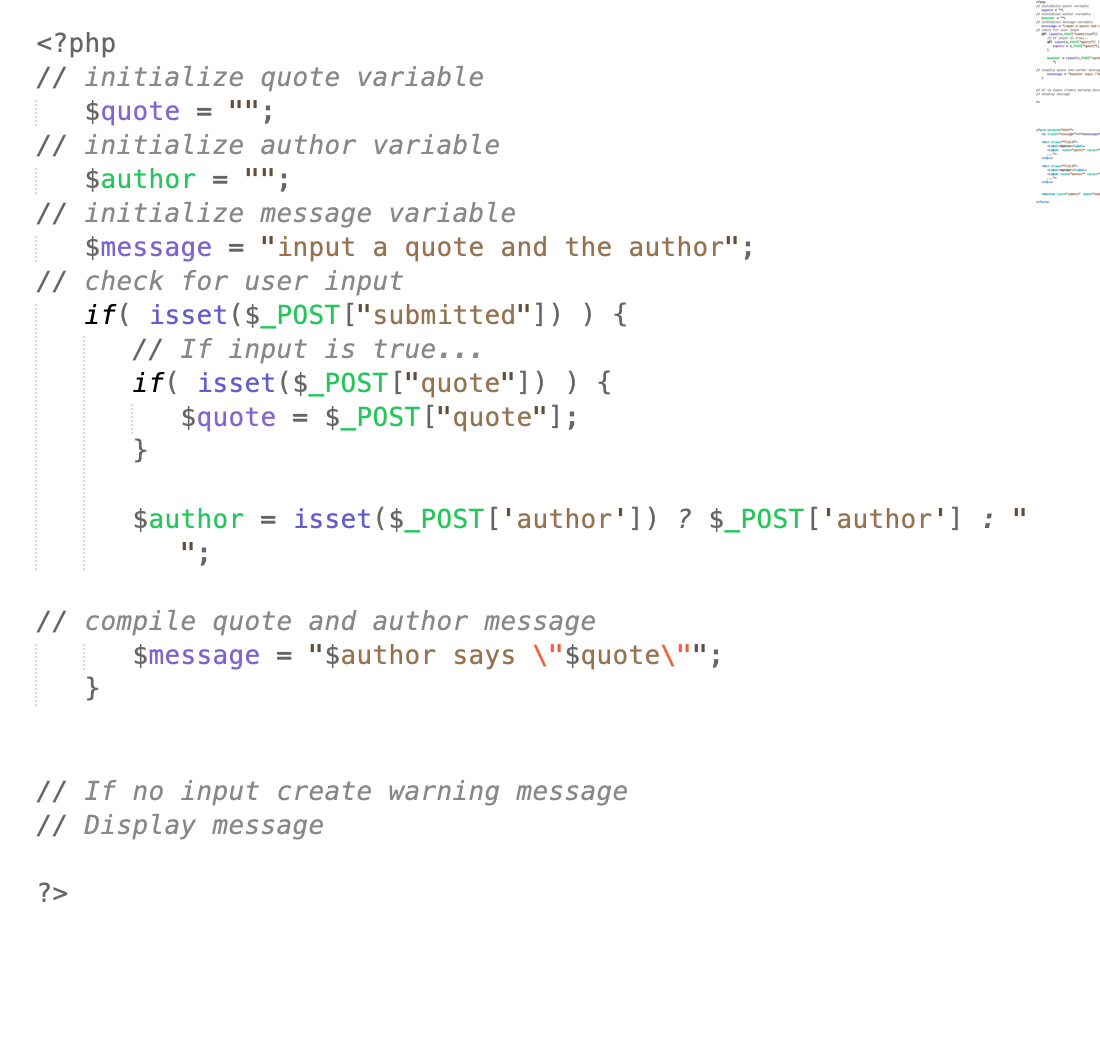 <?php
// initialize quote variable
$quote = "";
// initialize author variable
$author = "";
// initialize message variable
$message = "input a quote and the author";
// check for user input
if( isset($_POST["submitted"]) ) {
// If input is true...
if( isset($_POST["quote"]) ) {
$quote = $_POST["quote"];
}
$author = isset($_POST['author']) ? $_POST['author'] : "
";
// compile quote and author message
$message = "$author says \"$quote\"";
}
// If no input create warning message
// Display message
?>